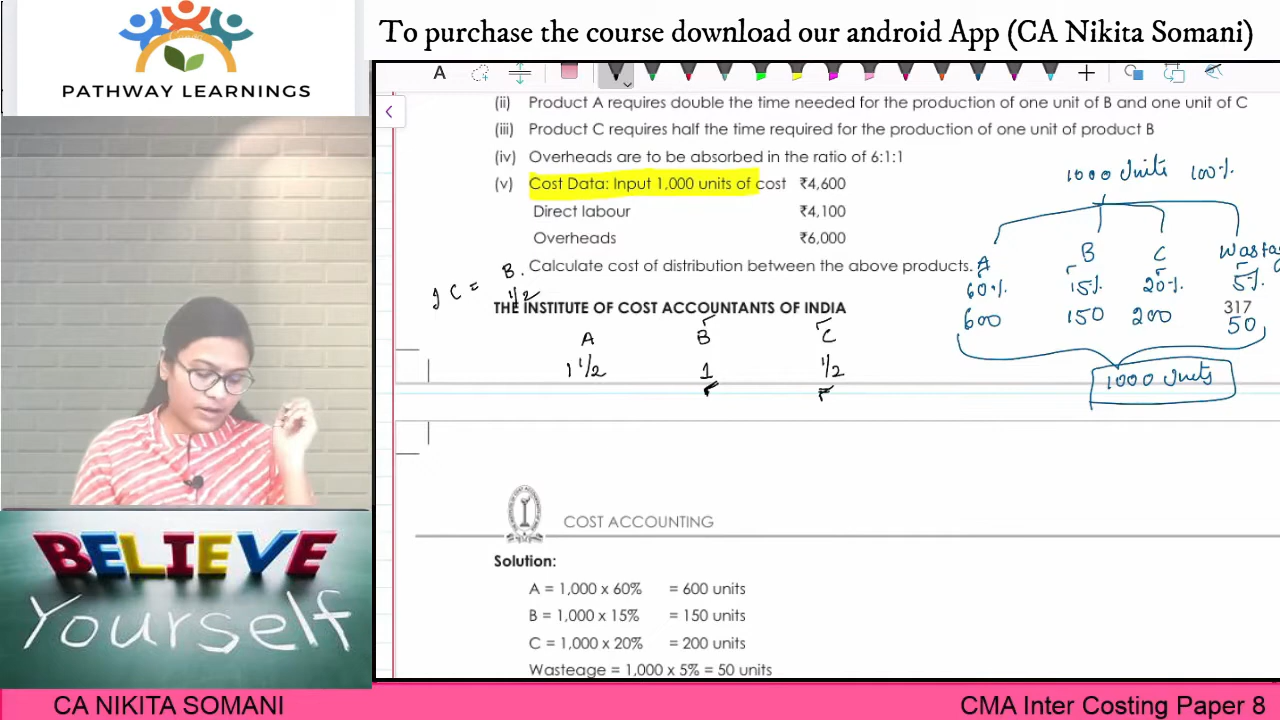 To purchase the course download our android App (CA Nikita Somani)
PATHWAY LEARNINGS
A
(ii) Product A requires double the time needed for the production of one unit of B and one unit of C
(iii) Product C requires half the time required for the production of one unit of product B
(iv) Overheads are to be absorbed in the ratio of 6:1:1
(v) Cost Data: Input 1,000 units of cost ₹4,600
Direct labour ₹4,100
Overheads ₹6,000
Calculate cost of distribution between the above products.
THE INSTITUTE OF COST ACCOUNTANTS OF INDIA
317
1000 Units 100%
A B C Wastag
60% 15% 20% 5%
600 150 200 50
1000 Units
B.
1 C = 1/2
A B C
1 1/2 1 1/2
COST ACCOUNTING
Solution:
A = 1,000 x 60% = 600 units
B = 1,000 x 15% = 150 units
C = 1,000 x 20% = 200 units
Wasteage = 1,000 x 5% = 50 units
BELIEVE
Yourself
CA NIKITA SOMANI
CMA Inter Costing Paper 8